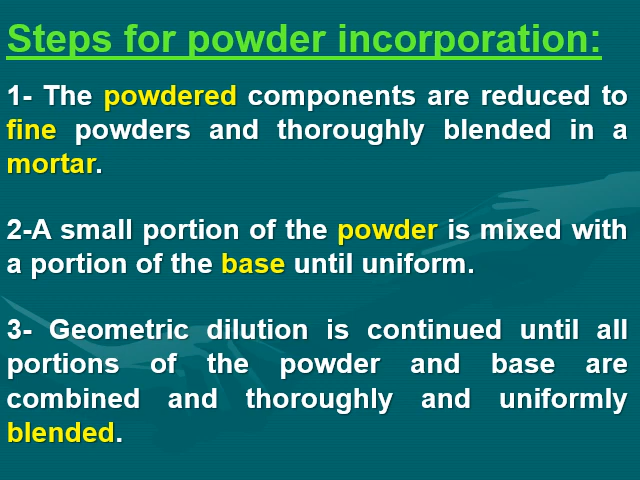 Steps for powder incorporation:
1- The powdered components are reduced to
fine powders and thoroughly blended in a
mortar.
2-A small portion of the powder is mixed with
a portion of the base until uniform.
3- Geometric dilution is continued until all
portions of the powder and base are
combined and thoroughly and uniformly
blended.